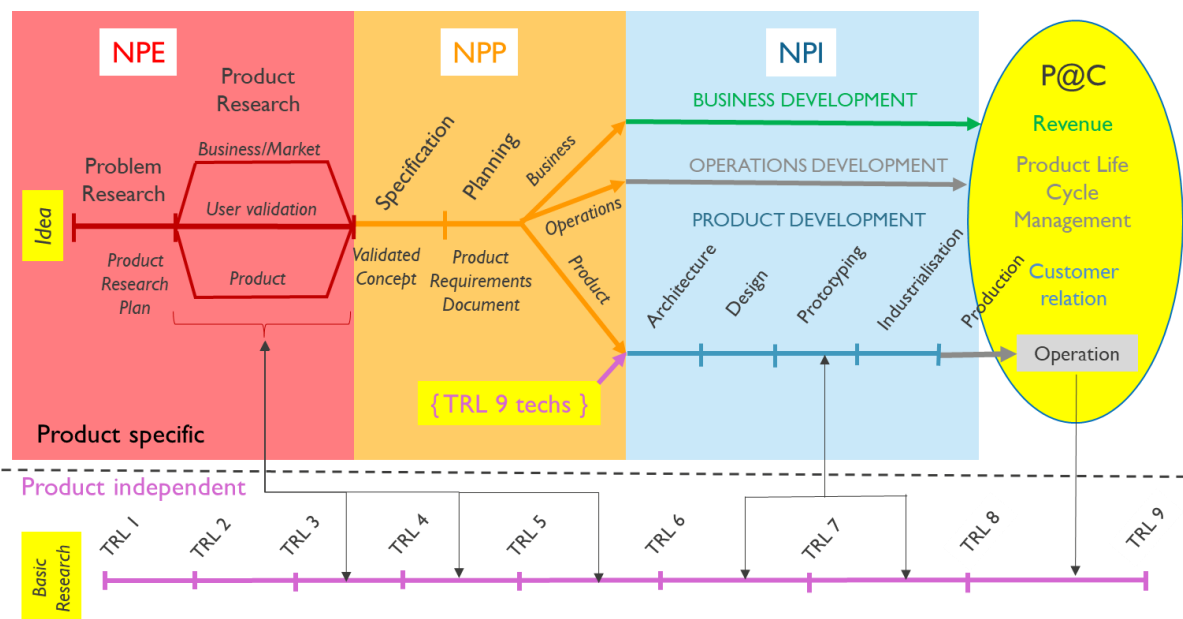 NPE
NPP
NPI
P@C
Product
Research
Business/Market
User validation
Product
Problem
Research
Idea
Product
Research
Plan
Product specific
Specification
Planning
Validated
Concept
Product
Requirements
Document
Business
Operations
Product
{ TRL 9 techs }
BUSINESS DEVELOPMENT
OPERATIONS DEVELOPMENT
PRODUCT DEVELOPMENT
Architecture
Design
Prototyping
Industrialisation
Production
Revenue
Product Life
Cycle
Management
Customer
relation
Operation
Product independent
Basic
Research
TRL 1
TRL 2
TRL 3
TRL 4
TRL 5
TRL 6
TRL 7
TRL 8
TRL 9